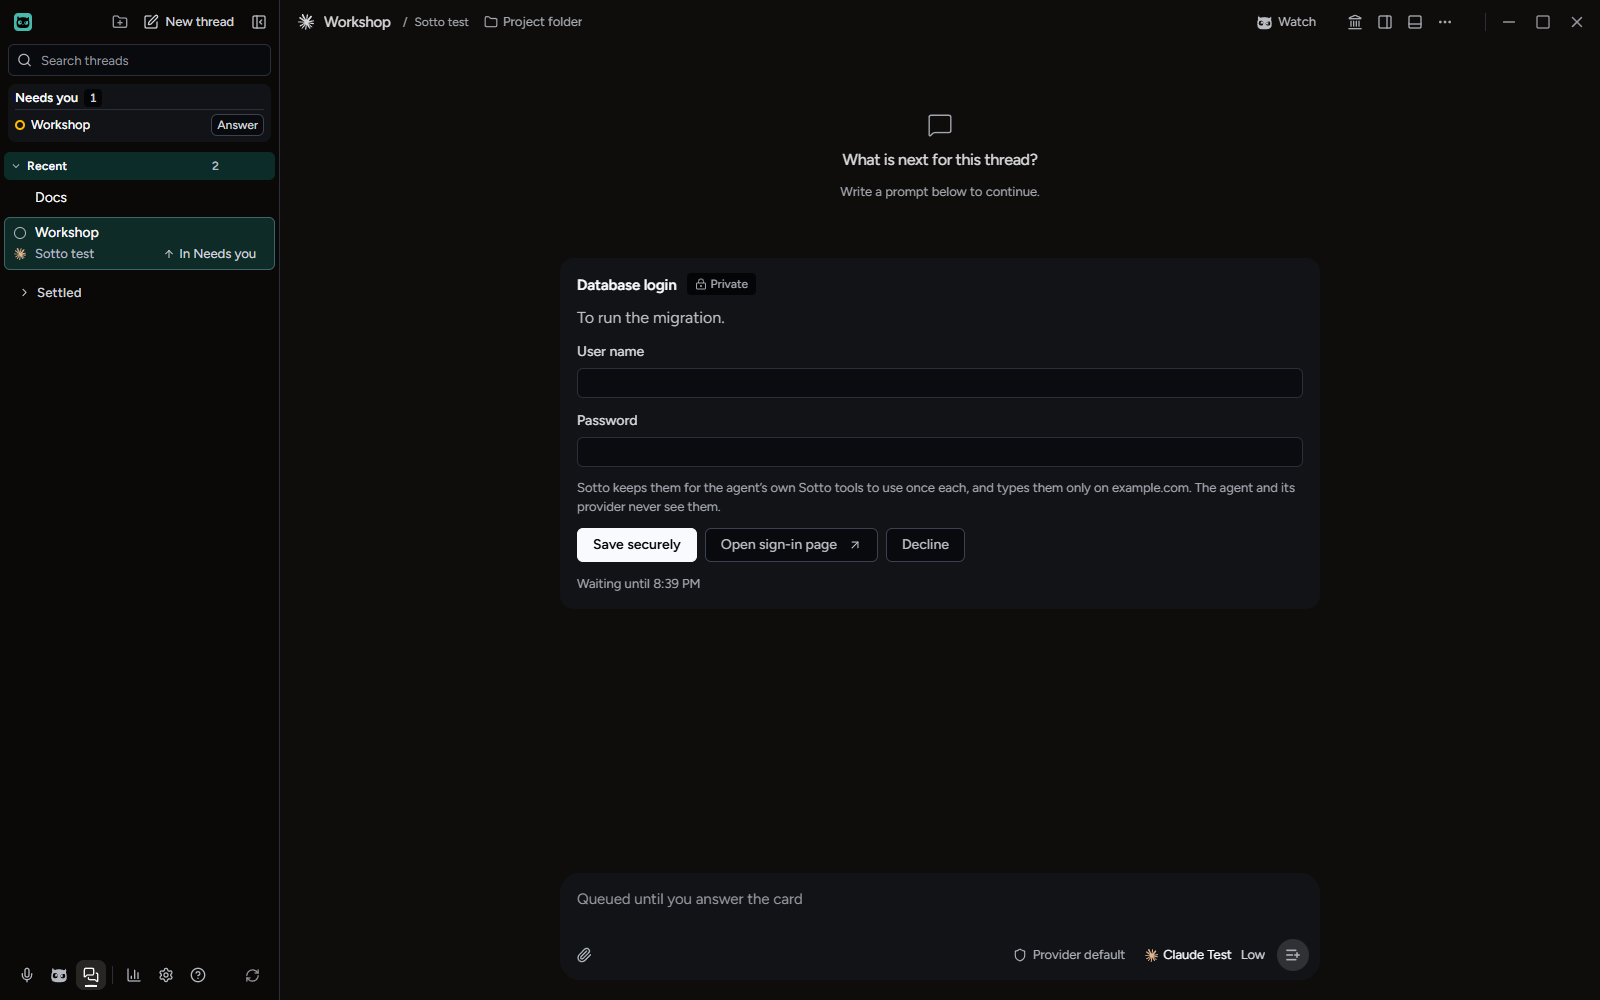 New thread
Search threads
Needs you 1
Workshop Answer
Recent 2
Docs
Workshop
Sotto test In Needs you
Settled
Workshop / Sotto test Project folder
Watch
What is next for this thread?
Write a prompt below to continue.
Database login Private
To run the migration.
User name
Password
Sotto keeps them for the agent’s own Sotto tools to use once each, and types them only on example.com. The agent and its
provider never see them.
Save securely Open sign-in page Decline
Waiting until 8:39 PM
Queued until you answer the card
Provider default Claude Test Low